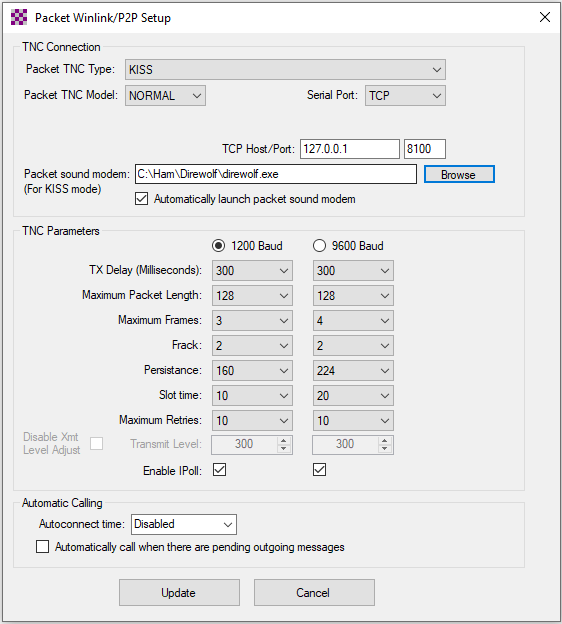 Packet Winlink/P2P Setup
TNC Connection
Packet TNC Type: KISS
Packet TNC Model: NORMAL Serial Port: TCP
TCP Host/Port: 127.0.0.1 8100
Packet sound modem: C:\Ham\Direwolf\direwolf.exe Browse
(For KISS mode)
Automatically launch packet sound modem
TNC Parameters
1200 Baud 9600 Baud
TX Delay (Milliseconds): 300 300
Maximum Packet Length: 128 128
Maximum Frames: 3 4
Frack: 2 2
Persistance: 160 224
Slot time: 10 20
Maximum Retries: 10 10
Disable Xmt
Level Adjust Transmit Level: 300 300
Enable IPoll:
Automatic Calling
Autoconnect time: Disabled
Automatically call when there are pending outgoing messages
Update Cancel